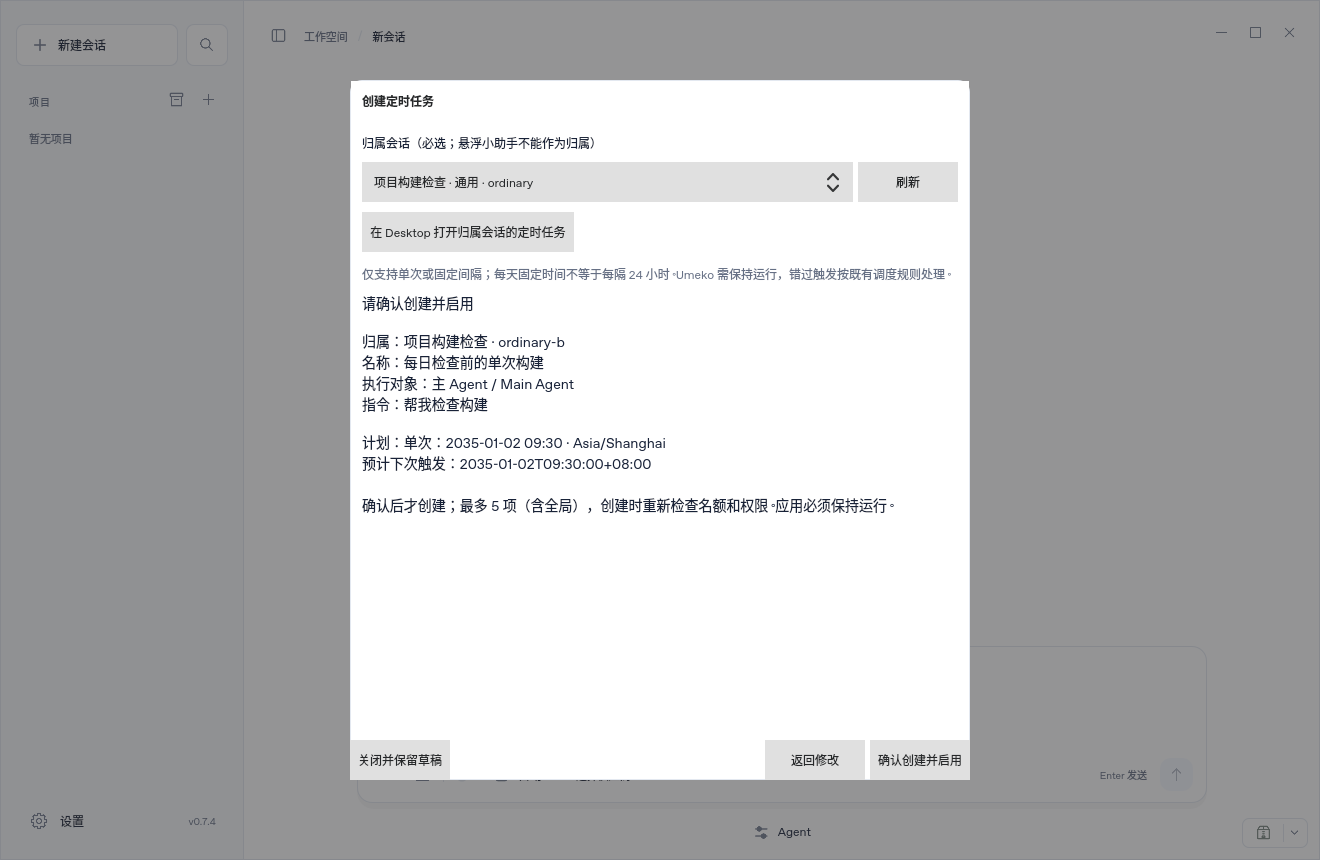 新建会话
工作空间 / 新会话
项目
暂无项目
创建定时任务
归属会话（必选；悬浮小助手不能作为归属）
项目构建检查 · 通用 · ordinary
刷新
在 Desktop 打开归属会话的定时任务
仅支持单次或固定间隔；每天固定时间不等于每隔 24 小时。Umeko 需保持运行，错过触发按既有调度规则处理。
请确认创建并启用
归属：项目构建检查 · ordinary-b
名称：每日检查前的单次构建
执行对象：主 Agent / Main Agent
指令：帮我检查构建
计划：单次：2035-01-02 09:30 · Asia/Shanghai
预计下次触发：2035-01-02T09:30:00+08:00
确认后才创建；最多 5 项（含全局），创建时重新检查名额和权限。应用必须保持运行。
关闭并保留草稿
返回修改
确认创建并启用
Enter 发送
设置
v0.7.4
Agent